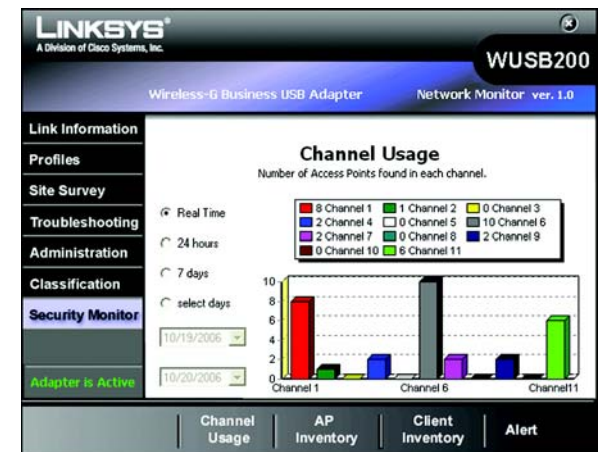 LINKSYS®
A Division of Cisco Systems, Inc.
WUSB200
Wireless-G Business USB Adapter
Network Monitor ver. 1.0
Link Information
Profiles
Site Survey
Troubleshooting
Administration
Classification
Security Monitor
Adapter is Active
Channel Usage
Number of Access Points found in each channel.
Real Time
24 hours
7 days
select days
10/19/2006
10/20/2006
8 Channel 1 1 Channel 2 0 Channel 3
2 Channel 4 0 Channel 5 10 Channel 6
2 Channel 7 0 Channel 8 2 Channel 9
0 Channel 10 6 Channel 11
10
8
6
4
2
0
Channel 1 Channel 6 Channel11
Channel
Usage
AP
Inventory
Client
Inventory
Alert